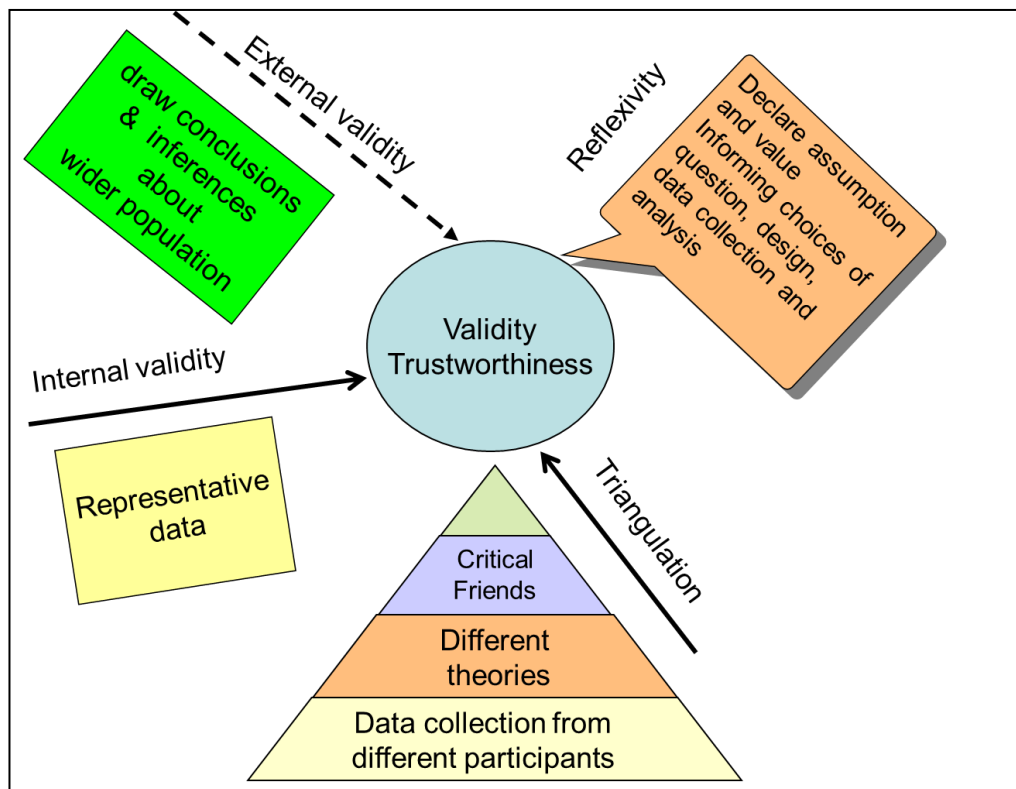 External validity
draw conclusions
& inferences
about
wider population
Reflexivity
Declare assumption
and value
Informing choices of
question, design,
data collection and
analysis
Validity
Trustworthiness
Internal validity
Representative
data
Triangulation
Critical
Friends
Different
theories
Data collection from
different participants